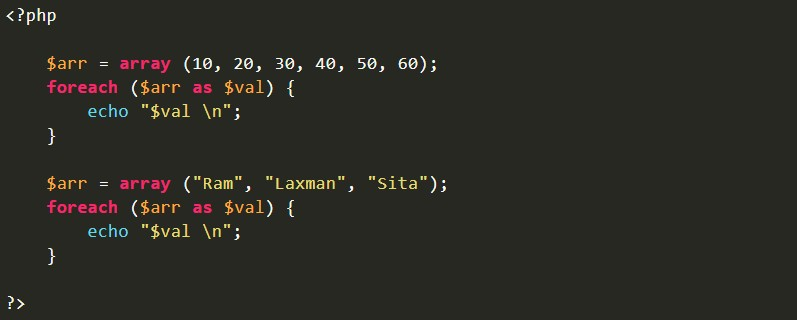 <?php
$arr = array (10, 20, 30, 40, 50, 60);
foreach ($arr as $val) {
echo "$val \n";
}
$arr = array ("Ram", "Laxman", "Sita");
foreach ($arr as $val) {
echo "$val \n";
}
?>